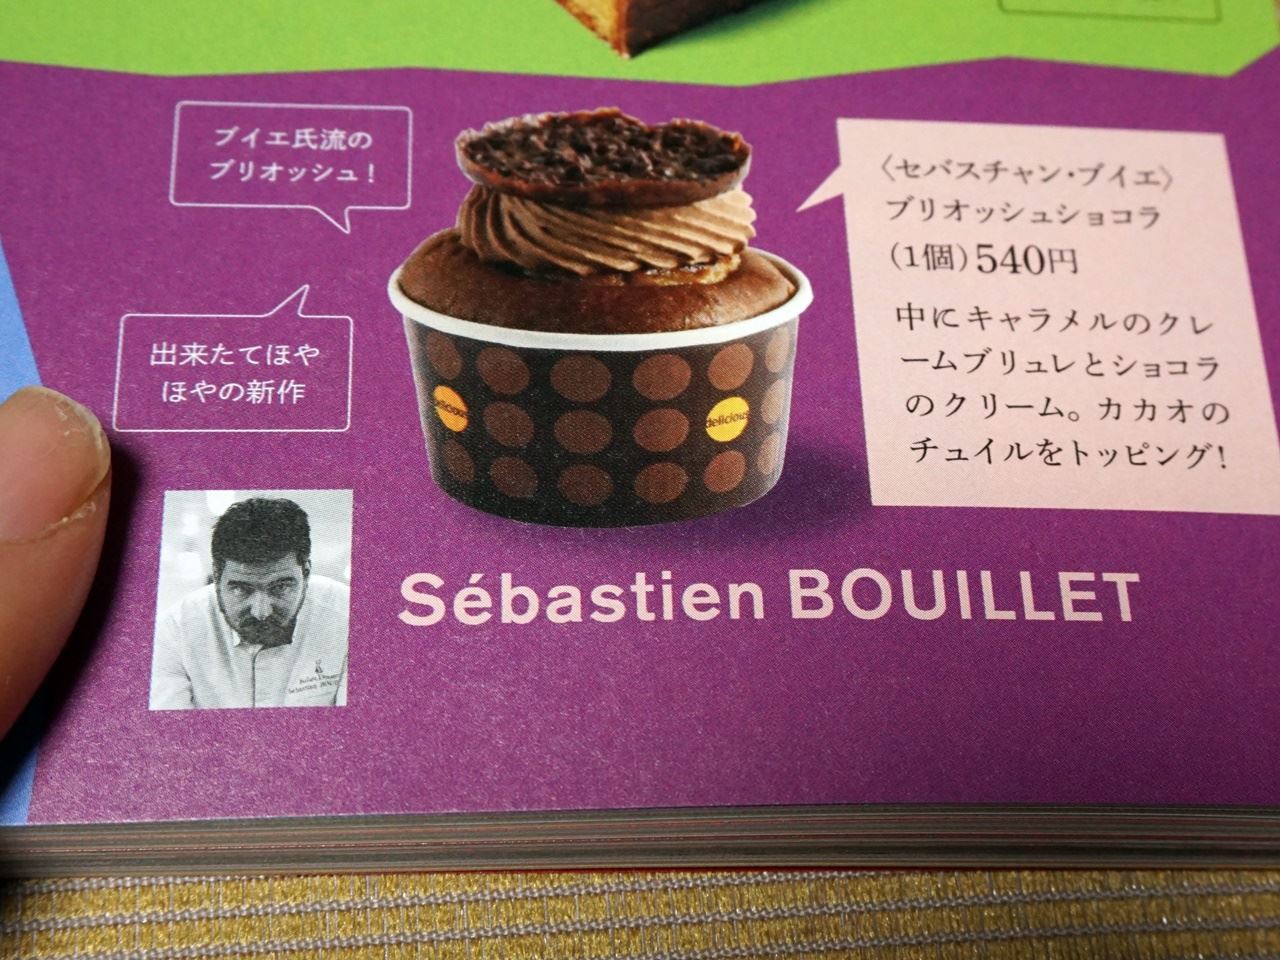 ブイエ氏流の
ブリオッシュ!
出来たてほや
ほやの新作
〈セバスチャン・ブイエ〉
ブリオッシュショコラ
(1個)540円
中にキャラメルのクレ
ームブリュレとショコラ
のクリーム。カカオの
チュイルをトッピング!
delicious
delicious
Sébastien BOUILLET